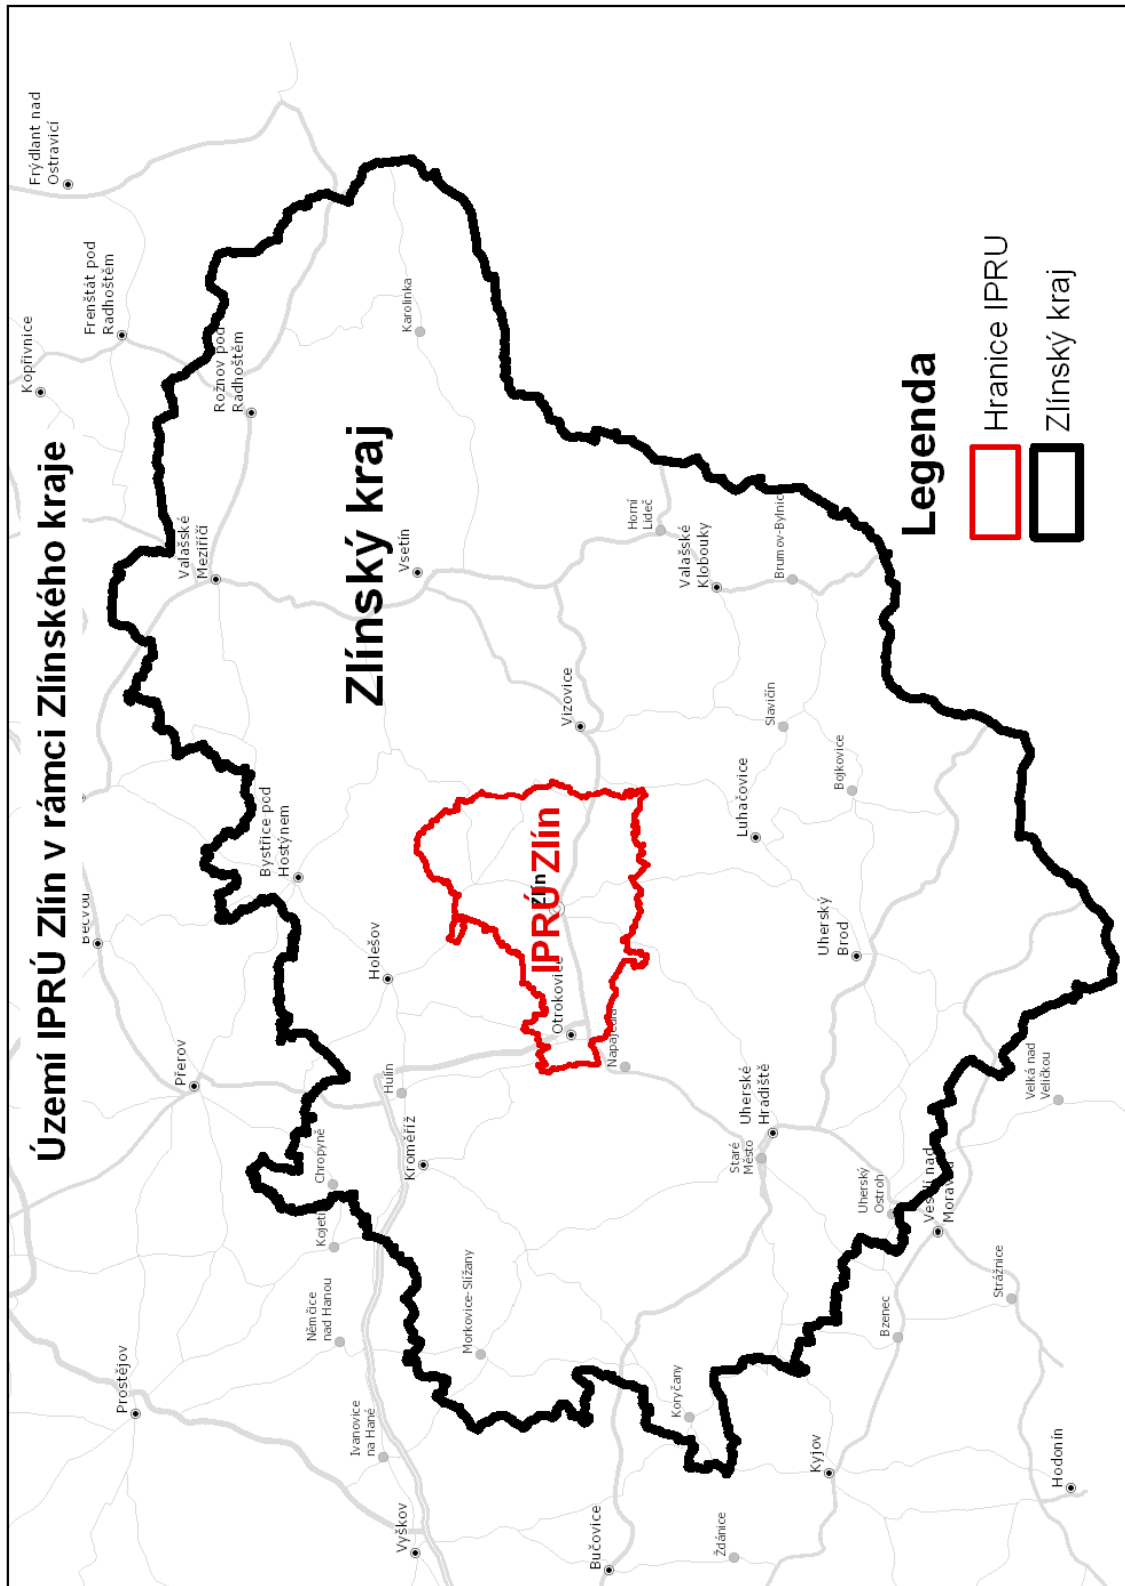 Území IPRÚ Zlín v rámci Zlínského kraje
Kopřivnice
Frýdlant nad
Ostravicí
Frenštát pod
Radhoštěm
Rožnov pod
Radhoštěm
Valašské
Meziříčí
Karolinka
Zlínský kraj
Vsetín
Bečvou
Bystřice pod
Hostýnem
Přerov
Holešov
Prostějov
Němčice
nad Hanou
Kojetí
Chropyně
Hulín
Kroměříž
Ivanovice
na Hané
Vyškov
Morkovice-Slížany
Vizovice
Zlín
IPRÚ Zlín
Otrokovice
Napajedla
Horní
Lideč
Valašské
Klobouky
Brumov-Bylnic
Slavičín
Luhačovice
Bojkovice
Uherský
Brod
Uherské
Hradiště
Staré
Město
Bučovice
Koryčany
Ždánice
Kyjov
Uherský
Ostroh
Veselí nad
Moravou
Bzenec
Strážnice
Velká nad
Veličkou
Hodonín
Legenda
Hranice IPRU
Zlínský kraj